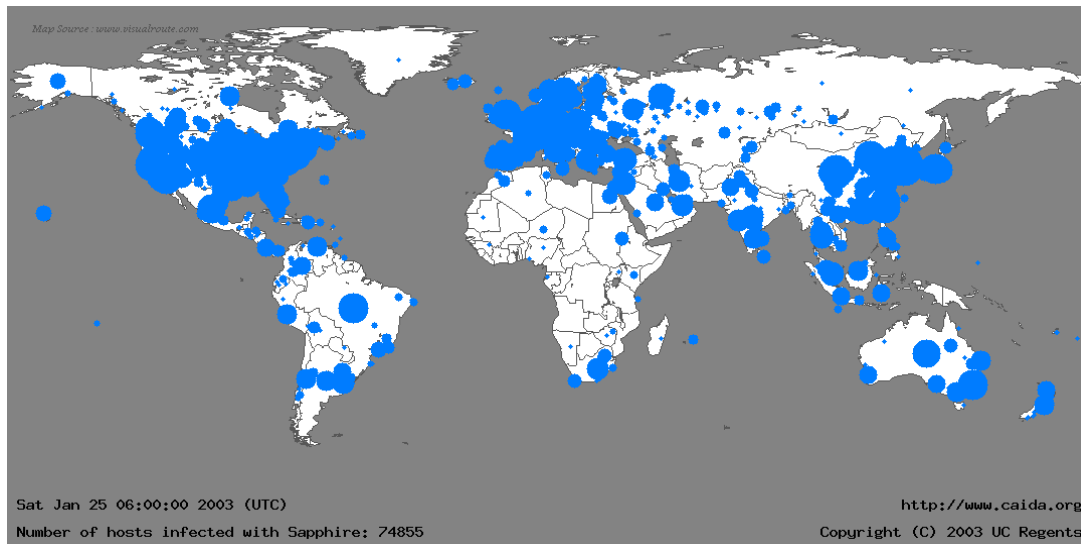 Map Source : www.visualroute.com
Sat Jan 25 06:00:00 2003 (UTC)
http://www.caida.org
Number of hosts infected with Sapphire: 74855
Copyright (C) 2003 UC Regents